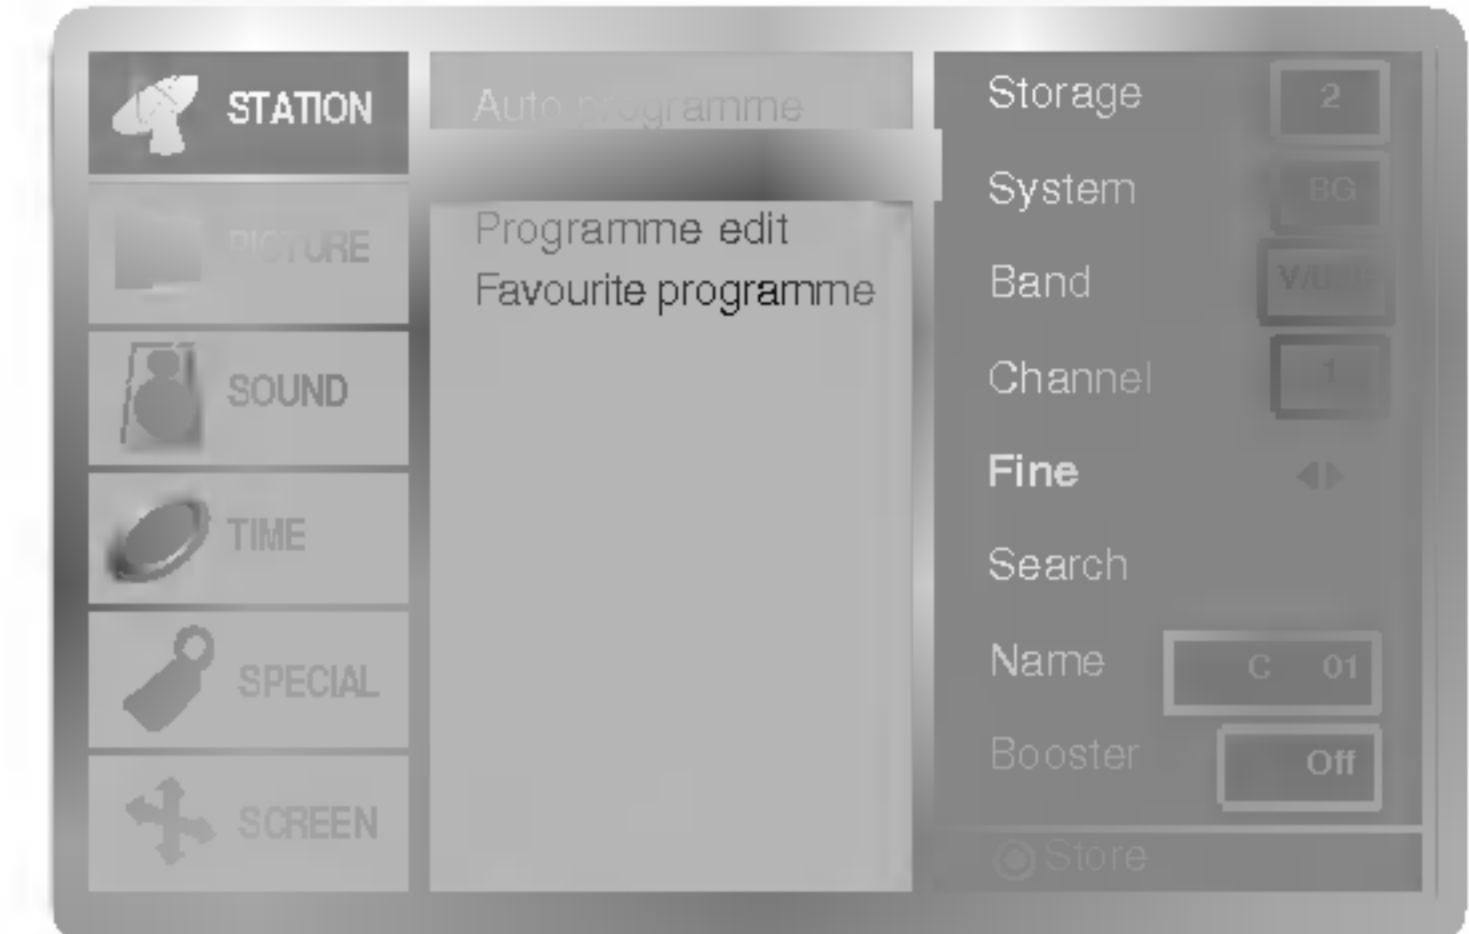 STATION
PICTURE
SOUND
TIME
SPECIAL
SCREEN
Auto programme
Programme edit
Favourite programme
Storage 2
System BG
Band
Channel 1
Fine ◀▶
Search
Name C 01
Booster Off
Store